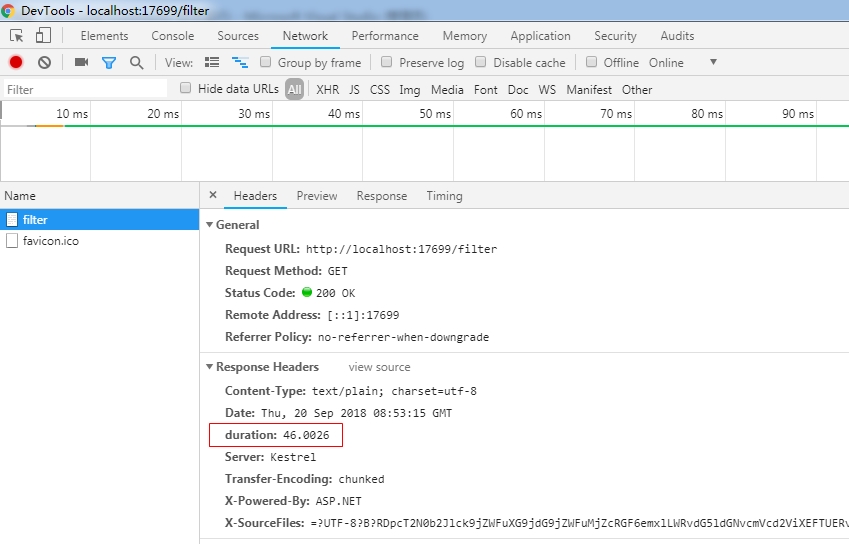 DevTools - localhost:17699/filter
Elements Console Sources Network Performance Memory Application Security Audits
View: Group by frame Preserve log Disable cache Offline Online
Filter Hide data URLs All XHR JS CSS Img Media Font Doc WS Manifest Other
10 ms 20 ms 30 ms 40 ms 50 ms 60 ms 70 ms 80 ms 90 ms
Name
filter
favicon.ico
× Headers Preview Response Timing
General
Request URL: http://localhost:17699/filter
Request Method: GET
Status Code: 200 OK
Remote Address: [::1]:17699
Referrer Policy: no-referrer-when-downgrade
Response Headers view source
Content-Type: text/plain; charset=utf-8
Date: Thu, 20 Sep 2018 08:53:15 GMT
duration: 46.0026
Server: Kestrel
Transfer-Encoding: chunked
X-Powered-By: ASP.NET
X-SourceFiles: